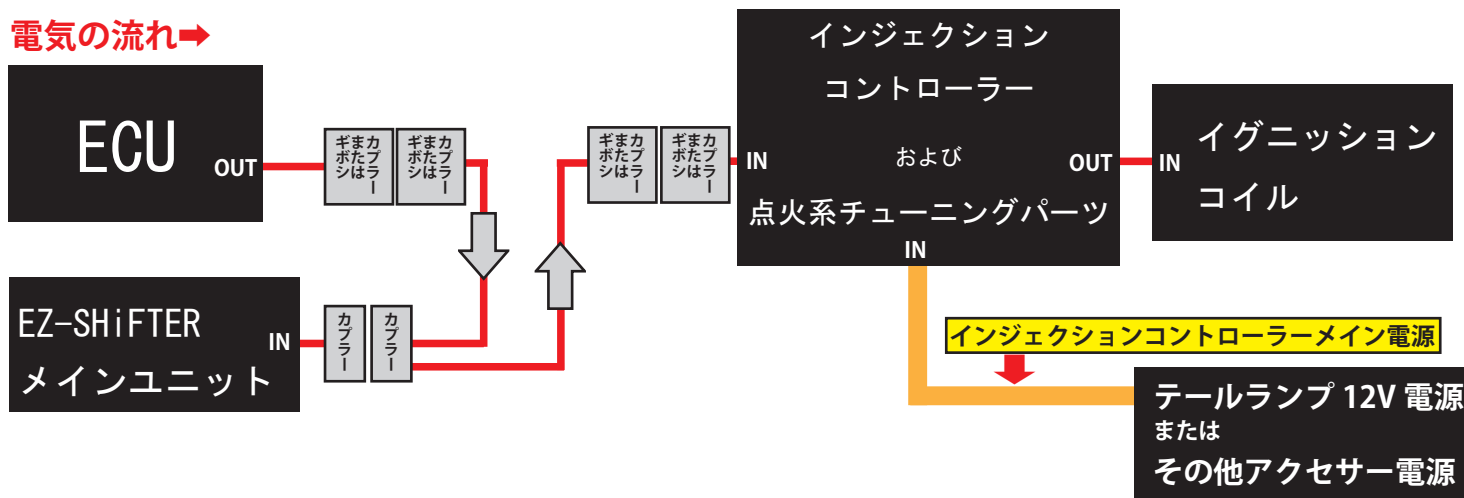 電気の流れ➡
ECU
OUT
カプラー
または
ギボシ
カプラー
または
ギボシ
カプラー
または
ギボシ
カプラー
または
ギボシ
IN
インジェクション
コントローラー
および
点火系チューニングパーツ
OUT
IN
IN
イグニッション
コイル
EZ-SHiFTER
メインユニット
IN
カプラー
カプラー
インジェクションコントローラーメイン電源
テールランプ 12V 電源
または
その他アクセサー電源